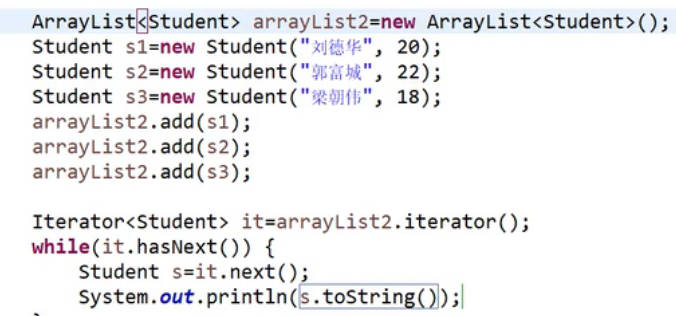 ArrayList<Student> arrayList2=new ArrayList<Student>();
Student s1=new Student("刘德华", 20);
Student s2=new Student("郭富城", 22);
Student s3=new Student("梁朝伟", 18);
arrayList2.add(s1);
arrayList2.add(s2);
arrayList2.add(s3);
Iterator<Student> it=arrayList2.iterator();
while(it.hasNext()) {
Student s=it.next();
System.out.println(s.toString());